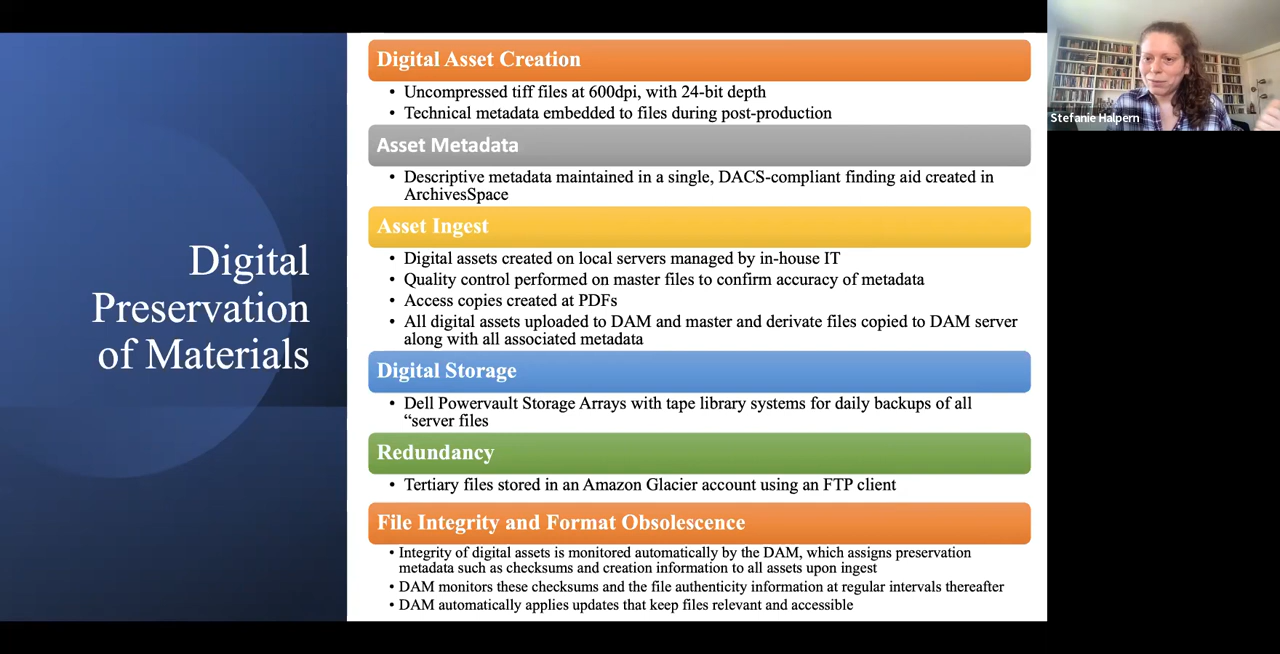 Digital
Preservation
of Materials
Digital Asset Creation
• Uncompressed tiff files at 600dpi, with 24-bit depth
• Technical metadata embedded to files during post-production
Asset Metadata
• Descriptive metadata maintained in a single, DACS-compliant finding aid created in
ArchivesSpace
Asset Ingest
• Digital assets created on local servers managed by in-house IT
• Quality control performed on master files to confirm accuracy of metadata
• Access copies created at PDFs
• All digital assets uploaded to DAM and master and derivate files copied to DAM server
along with all associated metadata
Digital Storage
• Dell Powervault Storage Arrays with tape library systems for daily backups of all
“server files
Redundancy
• Tertiary files stored in an Amazon Glacier account using an FTP client
File Integrity and Format Obsolescence
• Integrity of digital assets is monitored automatically by the DAM, which assigns preservation
metadata such as checksums and creation information to all assets upon ingest
• DAM monitors these checksums and the file authenticity information at regular intervals thereafter
• DAM automatically applies updates that keep files relevant and accessible
Stefanie Halpern